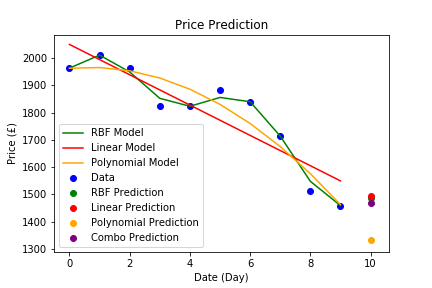 Price Prediction
Price (£)
2000
1900
1800
1700
1600
1500
1400
1300
RBF Model
Linear Model
Polynomial Model
Data
RBF Prediction
Linear Prediction
Polynomial Prediction
Combo Prediction
0 2 4 6 8 10
Date (Day)